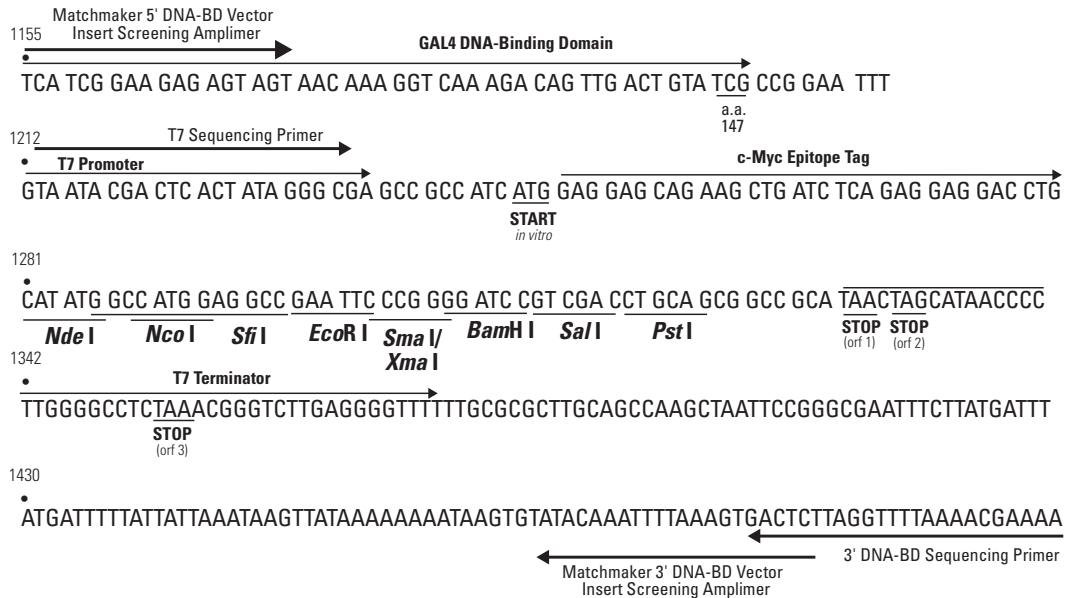 Matchmaker 5' DNA-BD Vector
Insert Screening Amplimer
1155
GAL4 DNA-Binding Domain
TCA TCG GAA GAG AGT AGT AAC AAA GGT CAA AGA CAG TTG ACT GTA TCG CCG GAA TTT
a.a.
147
1212
T7 Sequencing Primer
T7 Promoter
c-Myc Epitope Tag
GTA ATA CGA CTC ACT ATA GGG CGA GCC GCC ATC ATG GAG GAG CAG AAG CTG ATC TCA GAG GAG GAC CTG
START
in vitro
1281
CAT ATG GCC ATG GAG GCC GAA TTC CCG GGG ATC CGT CGA CCT GCA GCG GCC GCA TAACTAGCATAACCCC
Nde I Nco I Sfi I EcoR I Sma I/ BamH I Sal I Pst I STOP STOP
Xma I (orf 1) (orf 2)
1342
T7 Terminator
TTGGGGCCTCTAAACGGGTCTTGAGGGGTTTTTTGCGCGCTTGCAGCCAAGCTAATTCCGGGCGAATTTCTTATGATTT
STOP
(orf 3)
1430
ATGATTTTTATTATTAAATAAGTTATAAAAAAAATAAGTGTATACAAATTTTAAAGTGACTCTTAGGTTTTAAAACGAAAA
3' DNA-BD Sequencing Primer
Matchmaker 3' DNA-BD Vector
Insert Screening Amplimer